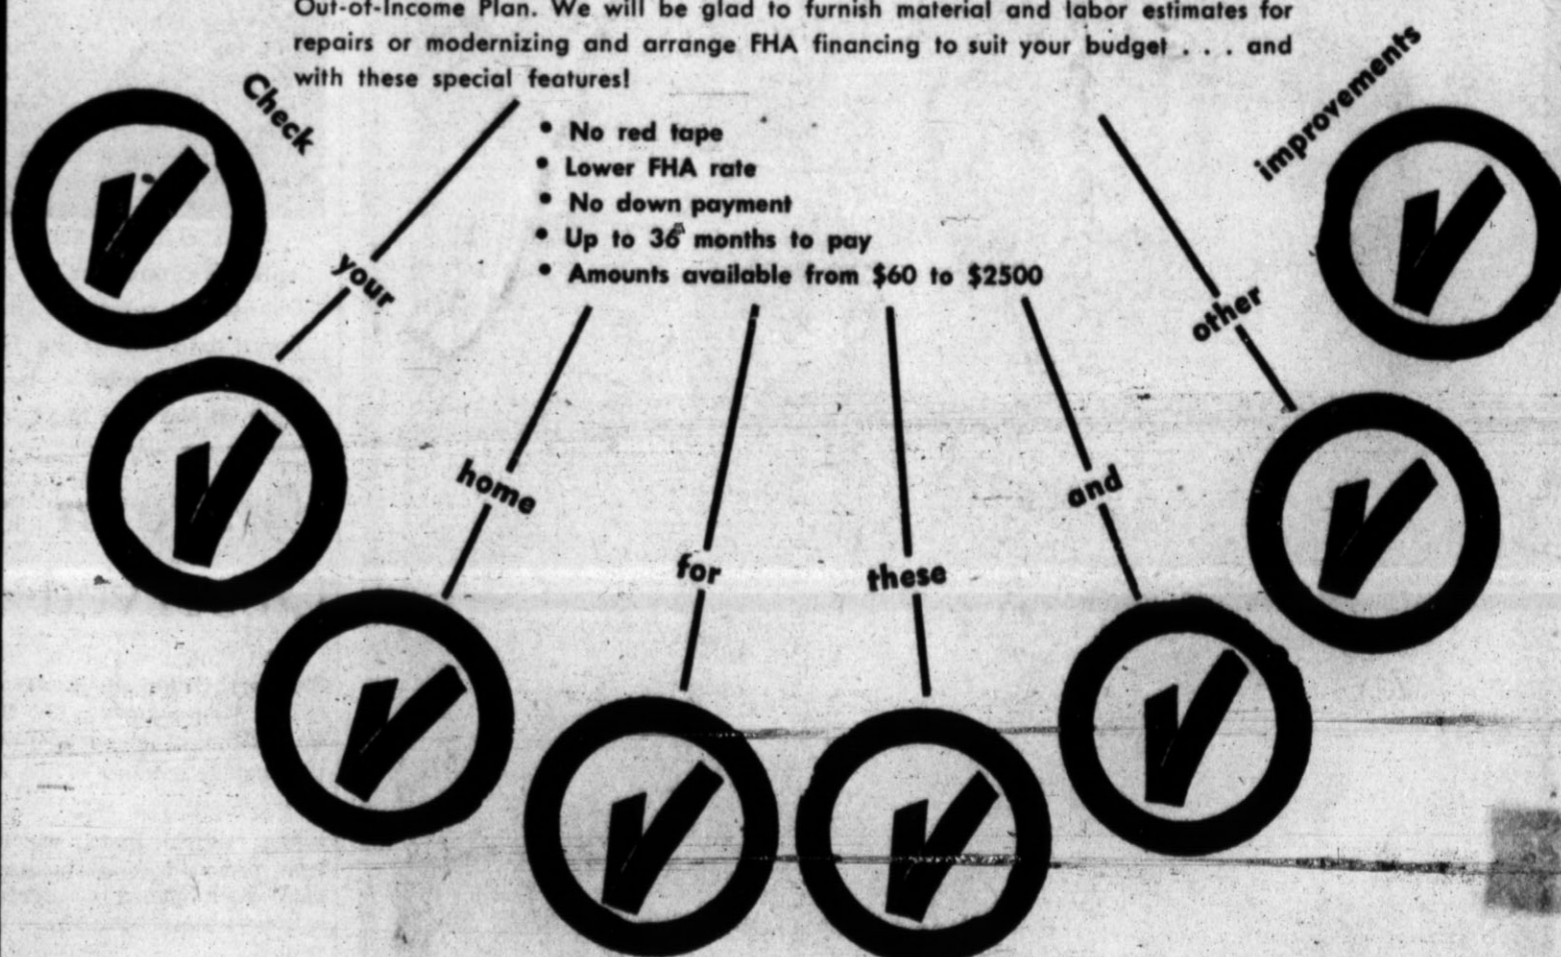 Out-of-Income Plan. We will be glad to furnish material and labor estimates for
repairs or modernizing and arrange FHA financing to suit your budget . . . and
with these special features!
• No red tape
• Lower FHA rate
• No down payment
• Up to 36 months to pay
• Amounts available from $60 to $2500
Check
your
home
for
these
and
other
improvements